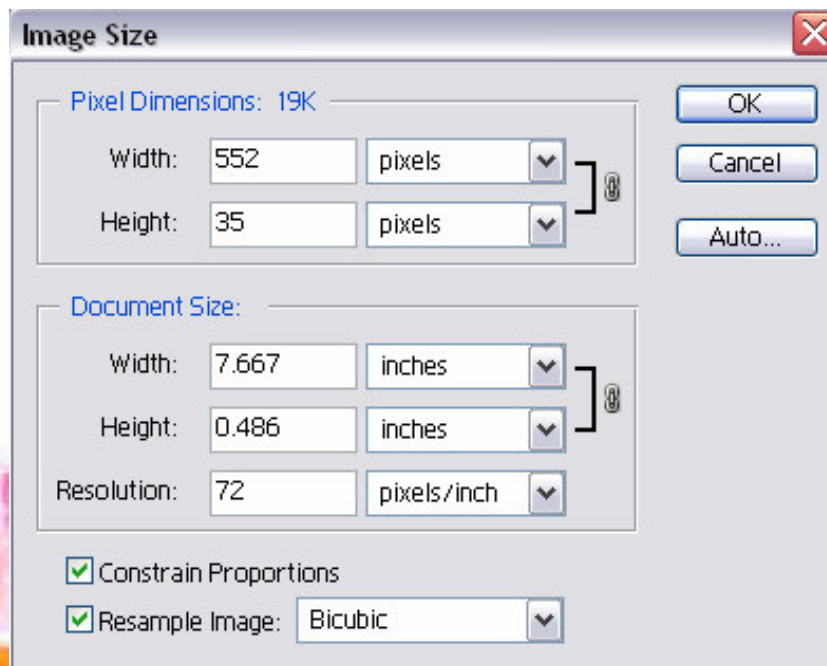 Image Size
Pixel Dimensions: 19K
OK
Width: 552 pixels
Cancel
Height: 35 pixels
Auto...
Document Size:
Width: 7.667 inches
Height: 0.486 inches
Resolution: 72 pixels/inch
Constrain Proportions
Resample Image: Bicubic